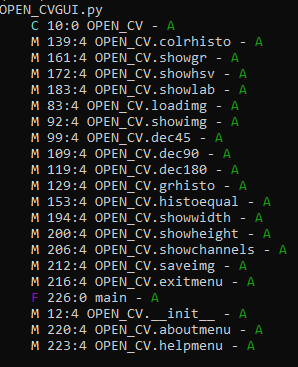 OPEN_CVGUI.py
C 10:0 OPEN_CV - A
M 139:4 OPEN_CV.colrhisto - A
M 161:4 OPEN_CV.showgr - A
M 172:4 OPEN_CV.showhsv - A
M 183:4 OPEN_CV.showlab - A
M 83:4 OPEN_CV.loadimg - A
M 92:4 OPEN_CV.showimg - A
M 99:4 OPEN_CV.dec45 - A
M 109:4 OPEN_CV.dec90 - A
M 119:4 OPEN_CV.dec180 - A
M 129:4 OPEN_CV.grhisto - A
M 153:4 OPEN_CV.histoequal - A
M 194:4 OPEN_CV.showwidth - A
M 200:4 OPEN_CV.showheight - A
M 206:4 OPEN_CV.showchannels - A
M 212:4 OPEN_CV.saveimg - A
M 216:4 OPEN_CV.exitmenu - A
F 226:0 main - A
M 12:4 OPEN_CV.__init__ - A
M 220:4 OPEN_CV.aboutmenu - A
M 223:4 OPEN_CV.helpmenu - A